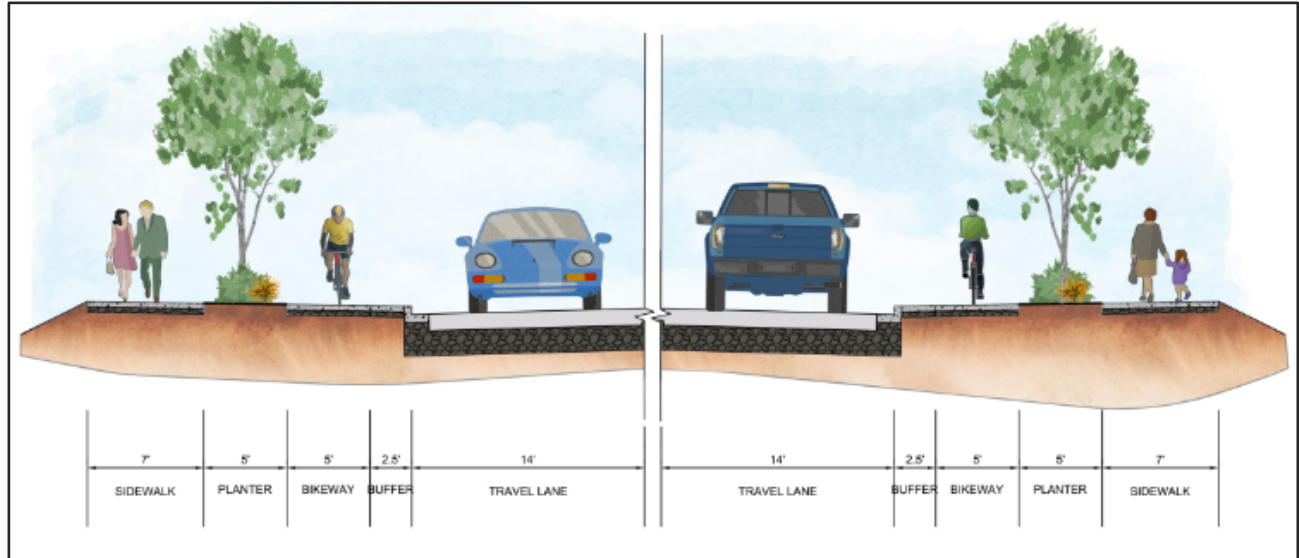 7' 5' 5' 2.5' 14' 14' 2.5' 5' 5' 7'
SIDEWALK PLANTER BIKEWAY BUFFER TRAVEL LANE TRAVEL LANE BUFFER BIKEWAY PLANTER SIDEWALK